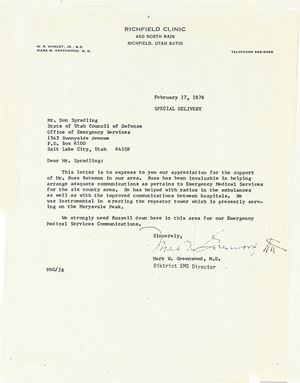 RICHFIELD CLINIC
460 NORTH MAIN
RICHFIELD, UTAH 84701
W. R. WORLEY, JR., M.D.
MARK W. GREENWOOD, M. D.
TELEPHONE
February 17, 1976
SPECIAL DELIVERY
Mr. Don Spradling
State of Utah Council of Defense
Office of Emergency Services
1543 Sunnyside Avenue
P.O. Box 8100
Salt Lake City, Utah 84108
Dear Mr. Spradling:
This letter is to express to you our appreciation for the support
of Mr. Russ Bateman in our area. Russ has been invaluable in helping
arrange adequate communications as pertains to Emergency Medical Services
for the six county area. He has helped with radios in the ambulances
as well as with the improved communications between hospitals. He
was instrumental in erecting the repeater tower which is presently serv-
ing on the Marysvale Peak.
We strongly need Russell down here in this area for our Emergency
Medical Services Communications.
Sincerely,
Mark W. Greenwood, M.D.
District EMS Director
MWG/jk